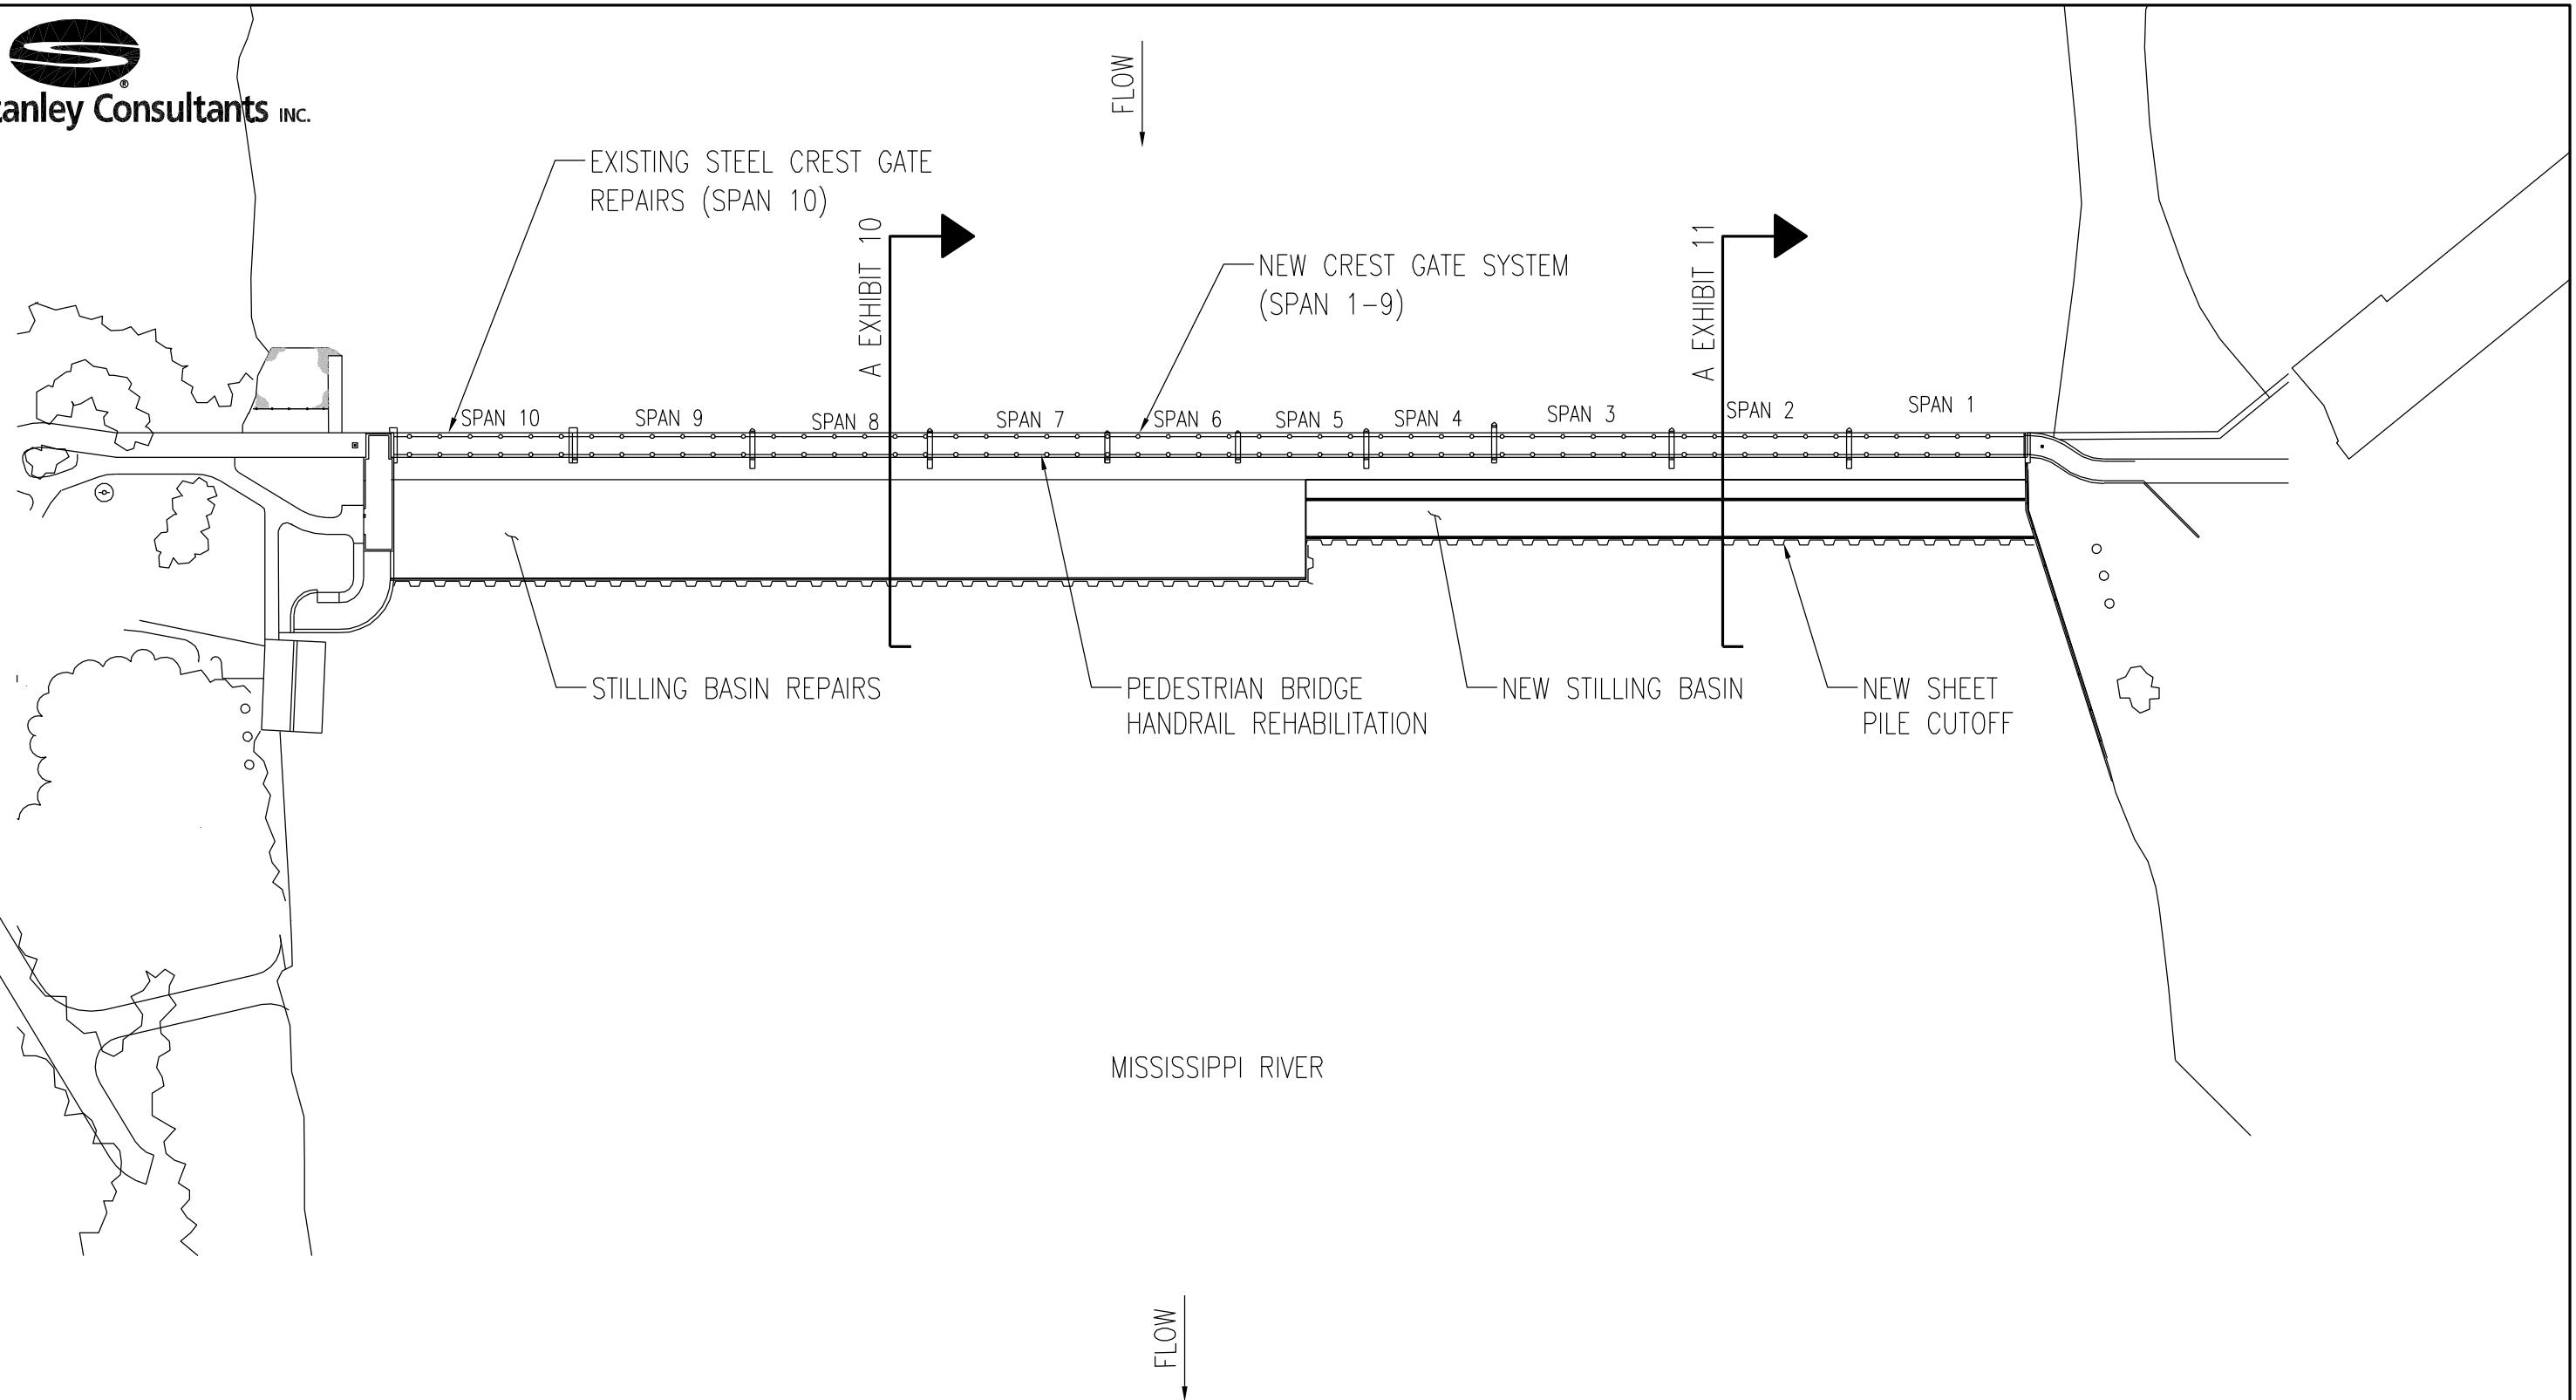 tanley Consultants INC.
®
FLOW
EXISTING STEEL CREST GATE
REPAIRS (SPAN 10)
A EXHIBIT 10
NEW CREST GATE SYSTEM
(SPAN 1-9)
A EXHIBIT 11
SPAN 10
SPAN 9
SPAN 8
SPAN 7
SPAN 6
SPAN 5
SPAN 4
SPAN 3
SPAN 2
SPAN 1
STILLING BASIN REPAIRS
PEDESTRIAN BRIDGE
HANDRAIL REHABILITATION
NEW STILLING BASIN
NEW SHEET
PILE CUTOFF
MISSISSIPPI RIVER
FLOW